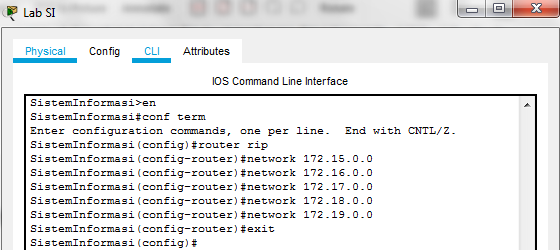 Lab SI
Physical Config CLI Attributes
IOS Command Line Interface
SistemInformasi>en
SistemInformasi#conf term
Enter configuration commands, one per line.  End with CNTL/Z.
SistemInformasi(config)#router rip
SistemInformasi(config-router)#network 172.15.0.0
SistemInformasi(config-router)#network 172.16.0.0
SistemInformasi(config-router)#network 172.17.0.0
SistemInformasi(config-router)#network 172.18.0.0
SistemInformasi(config-router)#network 172.19.0.0
SistemInformasi(config-router)#exit
SistemInformasi(config)#